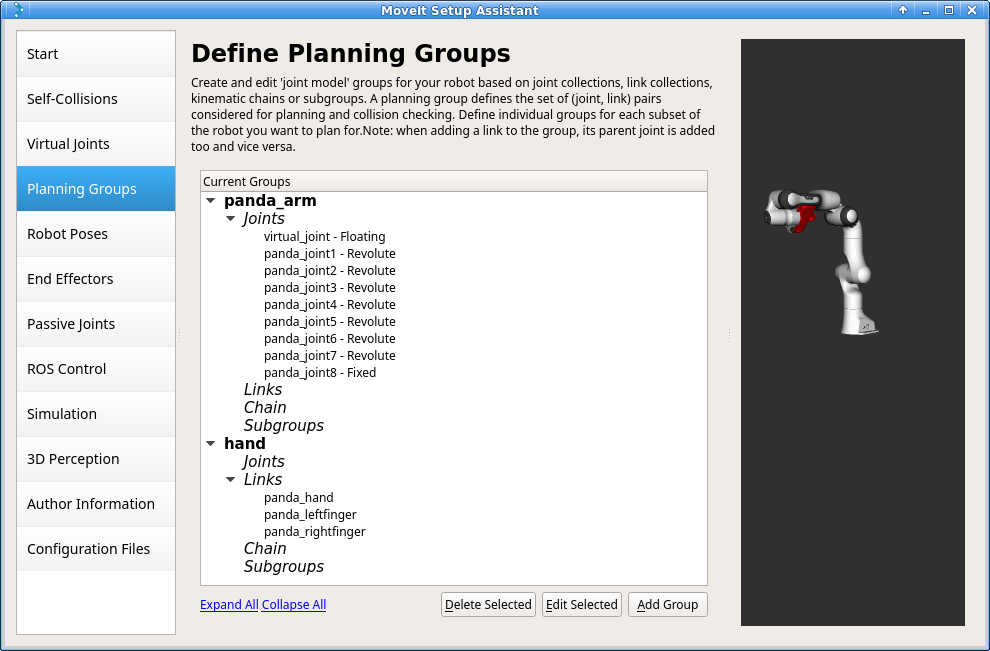 MoveIt Setup Assistant
Start
Self-Collisions
Virtual Joints
Planning Groups
Robot Poses
End Effectors
Passive Joints
ROS Control
Simulation
3D Perception
Author Information
Configuration Files
Define Planning Groups
Create and edit 'joint model' groups for your robot based on joint collections, link collections,
kinematic chains or subgroups. A planning group defines the set of (joint, link) pairs
considered for planning and collision checking. Define individual groups for each subset of
the robot you want to plan for.Note: when adding a link to the group, its parent joint is added
too and vice versa.
Current Groups
panda_arm
Joints
virtual_joint - Floating
panda_joint1 - Revolute
panda_joint2 - Revolute
panda_joint3 - Revolute
panda_joint4 - Revolute
panda_joint5 - Revolute
panda_joint6 - Revolute
panda_joint7 - Revolute
panda_joint8 - Fixed
Links
Chain
Subgroups
hand
Joints
Links
panda_hand
panda_leftfinger
panda_rightfinger
Chain
Subgroups
Expand All Collapse All
Delete Selected
Edit Selected
Add Group